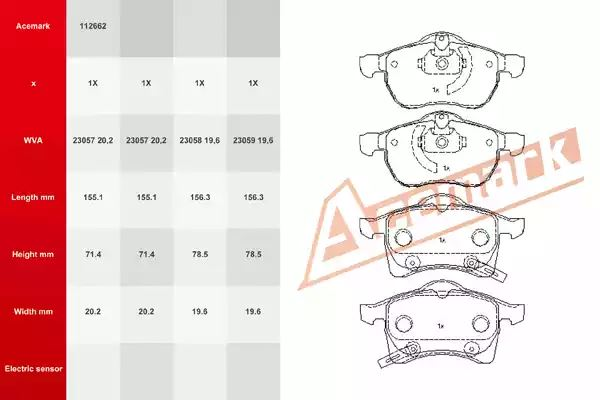 Acemark 112662
x 1X 1X 1X 1X
WVA 23057 20,2 23057 20,2 23058 19,6 23059 19,6
Length mm 155.1 155.1 156.3 156.3
Height mm 71.4 71.4 78.5 78.5
Width mm 20.2 20.2 19.6 19.6
Electric sensor
1x
1x
1x
1x
Acemark